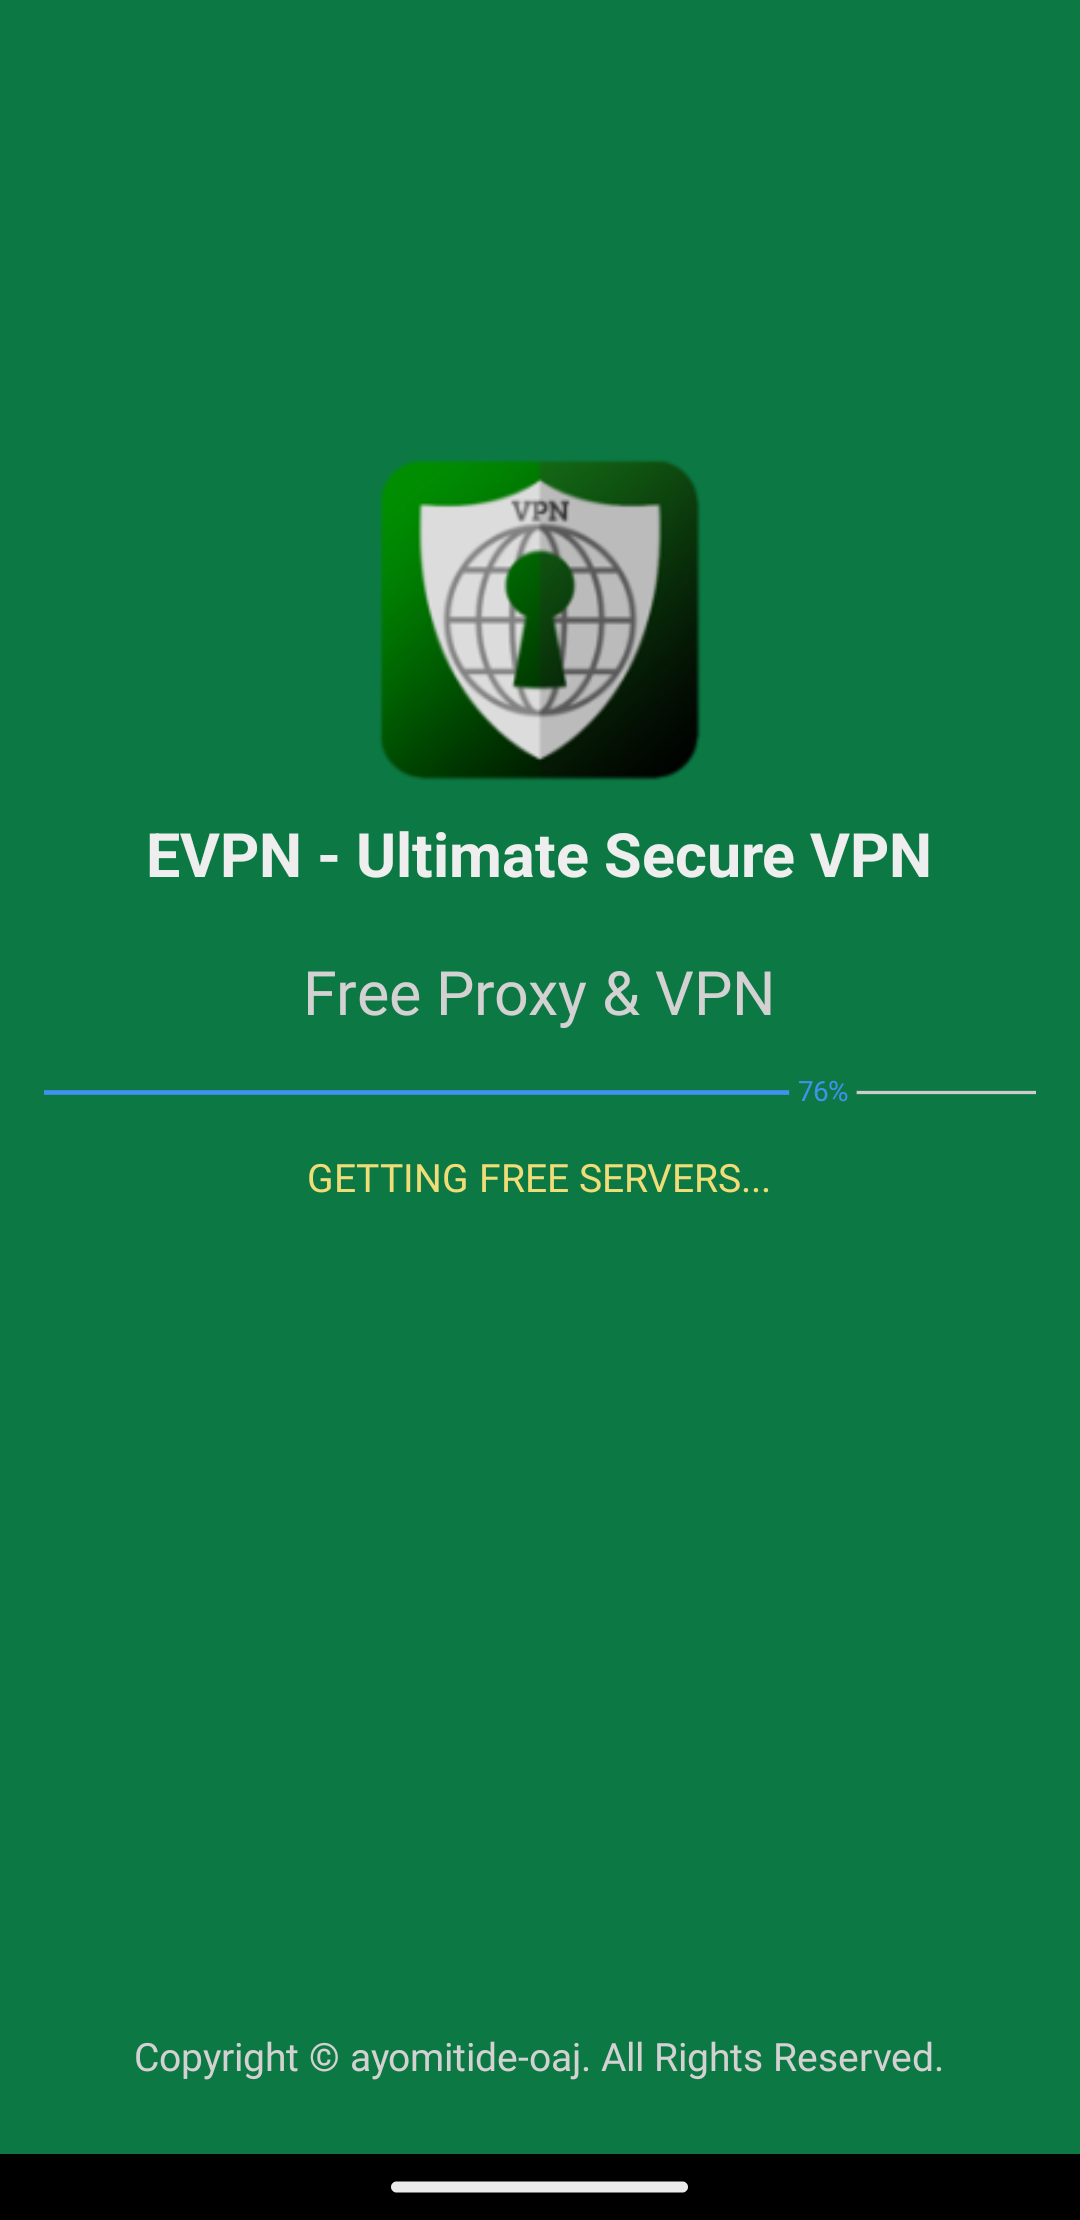 VPN
EVPN - Ultimate Secure VPN
Free Proxy & VPN
76%
GETTING FREE SERVERS...
Copyright © ayomitide-oaj. All Rights Reserved.